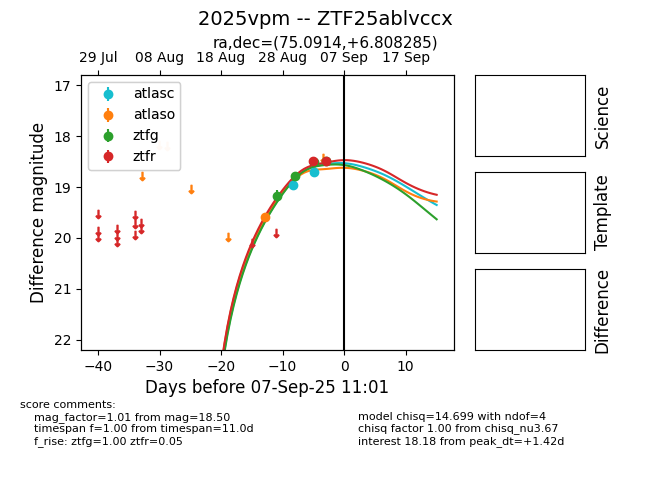 2025vpm -- ZTF25ablvccx
ra,dec=(75.0914,+6.808285)
29 Jul 08 Aug 18 Aug 28 Aug 07 Sep 17 Sep
atlasc
atlaso
ztfg
ztfr
17
18
19
20
21
22
Difference magnitude
−40 −30 −20 −10 0 10
Days before 07-Sep-25 11:01
Science
Template
Difference
score comments:
mag_factor=1.01 from mag=18.50
timespan f=1.00 from timespan=11.0d
f_rise: ztfg=1.00 ztfr=0.05
model chisq=14.699 with ndof=4
chisq factor 1.00 from chisq_nu3.67
interest 18.18 from peak_dt=+1.42d